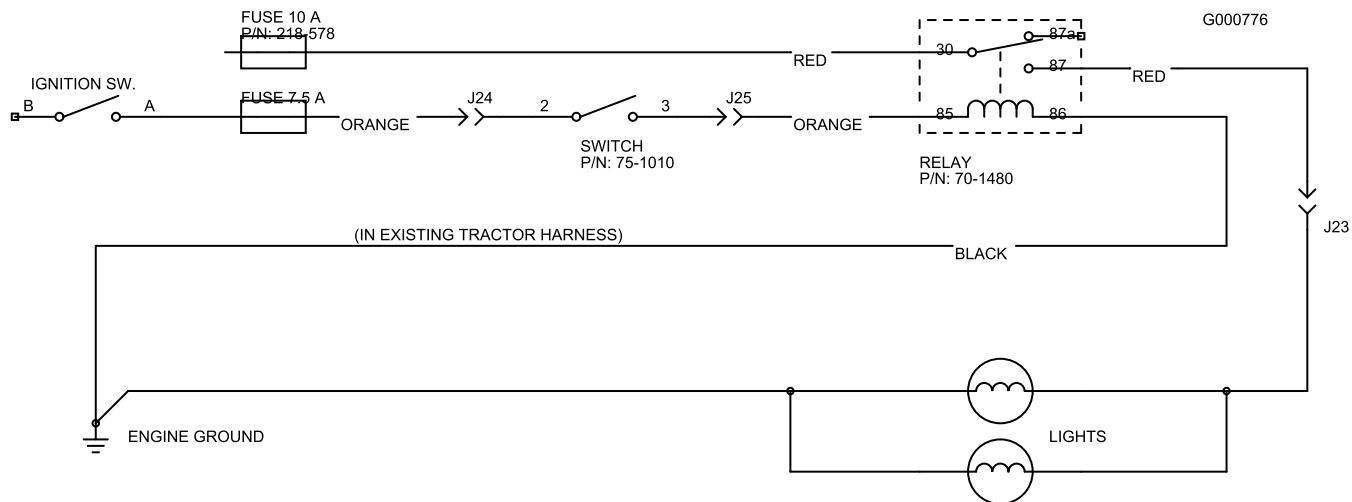 FUSE 10 A
P/N: 218-578
G000776
30
87a
RED
87
RED
IGNITION SW.
B
A
FUSE 7.5 A
ORANGE
J24
2
3
J25
ORANGE
85
86
SWITCH
P/N: 75-1010
RELAY
P/N: 70-1480
J23
(IN EXISTING TRACTOR HARNESS)
BLACK
ENGINE GROUND
LIGHTS